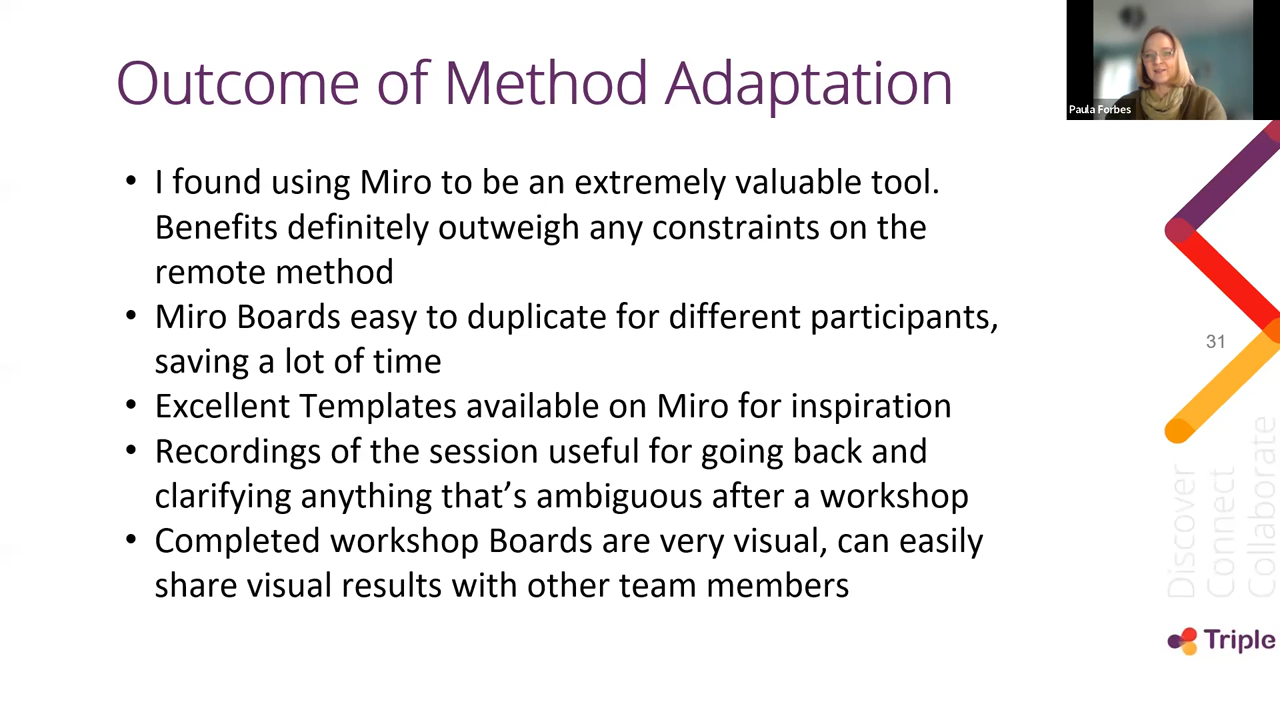 Outcome of Method Adaptation
Paula Forbes
• I found using Miro to be an extremely valuable tool.
Benefits definitely outweigh any constraints on the
remote method
• Miro Boards easy to duplicate for different participants,
saving a lot of time
• Excellent Templates available on Miro for inspiration
• Recordings of the session useful for going back and
clarifying anything that’s ambiguous after a workshop
• Completed workshop Boards are very visual, can easily
share visual results with other team members
31
Discover
Connect
Collaborate
Triple